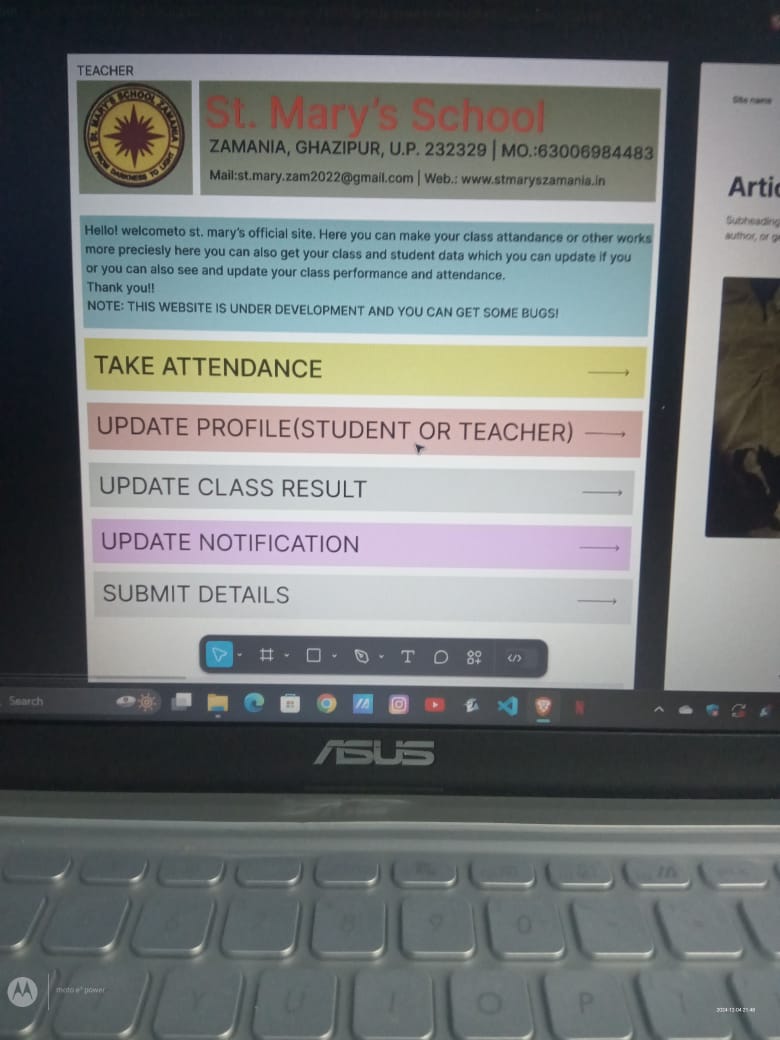 TEACHER
ST. MARY'S SCHOOL ZAMANIA
FROM DARKNESS TO LIGHT
St. Mary's School
ZAMANIA, GHAZIPUR, U.P. 232329 | MO.:63006984483
Mail:st.mary.zam2022@gmail.com | Web.: www.stmaryszamania.in
Hello! welcometo st. mary's official site. Here you can make your class attandance or other works
more preciesly here you can also get your class and student data which you can update if you
or you can also see and update your class performance and attendance.
Thank you!!
NOTE: THIS WEBSITE IS UNDER DEVELOPMENT AND YOU CAN GET SOME BUGS!
TAKE ATTENDANCE
UPDATE PROFILE(STUDENT OR TEACHER)
UPDATE CLASS RESULT
UPDATE NOTIFICATION
SUBMIT DETAILS
Site name
Artic
Subheading
author, or ge
T
Search
N
ASUS
8 9 0
Y U I O P
moto e⁵ power
2024-12-04 21:48